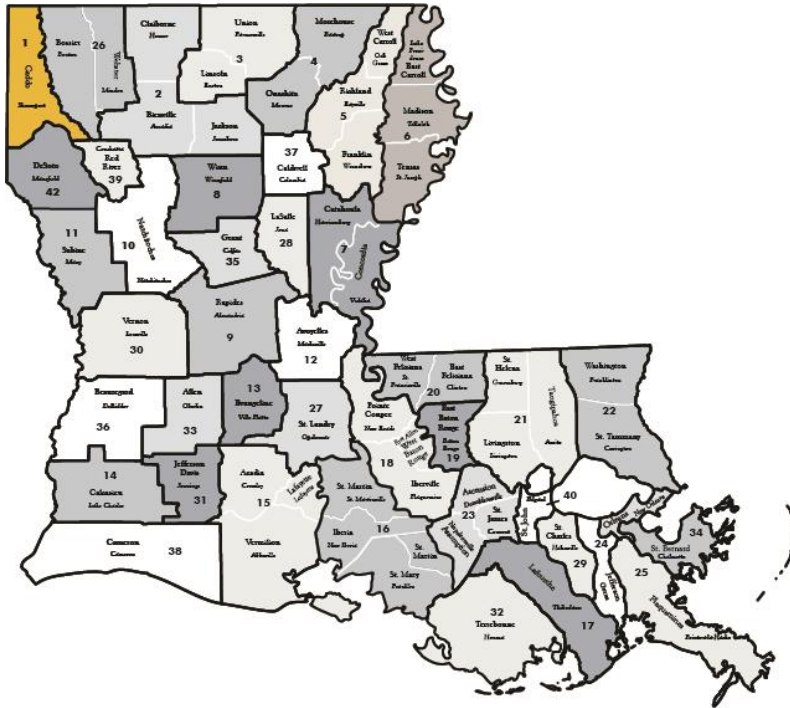 1
Caddo
Shreveport
Bossier
Benton
26
Webster
Minden
Claiborne
Homer
2
Bienville
Arcadia
Jackson
Jonesboro
Union
Farmerville
3
Lincoln
Ruston
Morehouse
Bastrop
4
Ouachita
Monroe
West
Carroll
Oak
Grove
Richland
Rayville
5
Franklin
Winnsboro
Lake
Providence
East
Carroll
Madison
Tallulah
6
Tensas
St. Joseph
DeSoto
Mansfield
42
Coushatta
Red
River
39
Winn
Winnfield
8
37
Caldwell
Columbia
11
Sabine
Many
10
Natchitoches
Natchitoches
Grant
Colfax
35
LaSalle
Jena
28
Catahoula
Harrisonburg
7
Concordia
Vidalia
Vernon
Leesville
30
Rapides
Alexandria
9
Avoyelles
Marksville
12
Beauregard
DeRidder
36
Allen
Oberlin
33
13
Evangeline
Ville Platte
27
St. Landry
Opelousas
Pointe
Coupee
New Roads
Port Allen
West
Baton
Rouge
18
Iberville
Plaquemine
West
Feliciana
St. Francisville
East
Feliciana
Clinton
20
East
Baton
Rouge
Baton
Rouge
19
St.
Helena
Greensburg
Tangipahoa
21
Livingston
Livingston
Amite
Washington
Franklinton
22
St. Tammany
Covington
14
Calcasieu
Lake Charles
Jefferson
Davis
Jennings
31
Acadia
Crowley
15
Lafayette
Lafayette
Vermilion
Abbeville
Cameron
Cameron
38
St. Martin
St. Martinville
16
Iberia
New Iberia
St.
Martin
St. Mary
Franklin
Ascension
Donaldsonville
23
St.
James
Convent
Napoleonville
Assumption
St. John
Edgard
40
St.
Charles
Hahnville
29
Orleans
New Orleans
24
Jefferson
Gretna
34
St. Bernard
Chalmette
25
Plaquemines
Pointe a la Hache
Lafourche
Thibodaux
17
32
Terrebonne
Houma